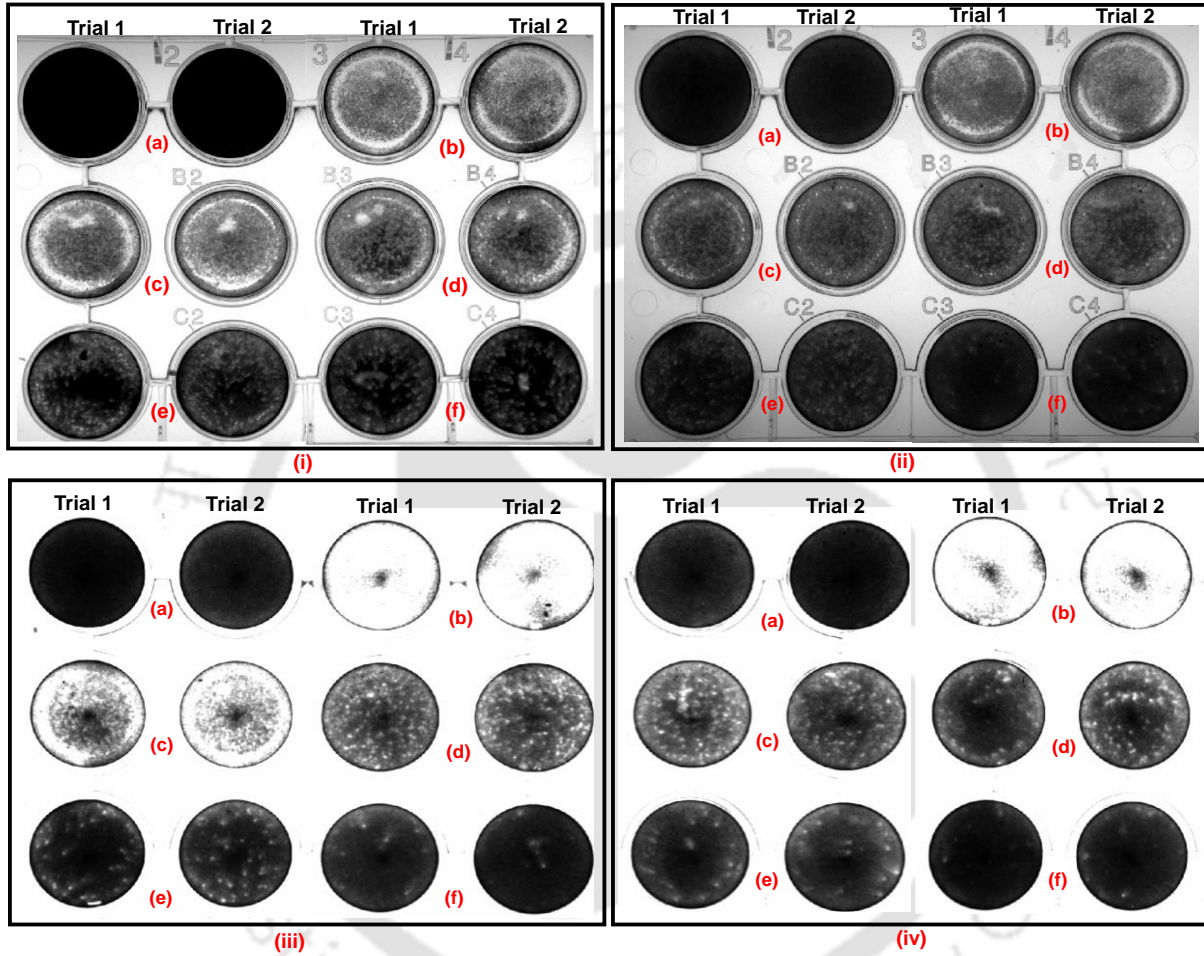 Trial 1 Trial 2 Trial 1 Trial 2
2 3 4
(a) (b)
B2 B3 B4
(c) (d)
C2 C3 C4
(e) (f)
(i)
Trial 1 Trial 2 Trial 1 Trial 2
2 3 4
(a) (b)
B2 B3 B4
(c) (d)
C2 C3 C4
(e) (f)
(ii)
Trial 1 Trial 2 Trial 1 Trial 2
(a) (b)
(c) (d)
(e) (f)
(iii)
Trial 1 Trial 2 Trial 1 Trial 2
(a) (b)
(c) (d)
(e) (f)
(iv)